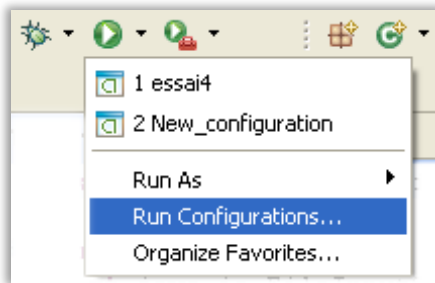 1 essai4
2 New_configuration
Run As
Run Configurations...
Organize Favorites...